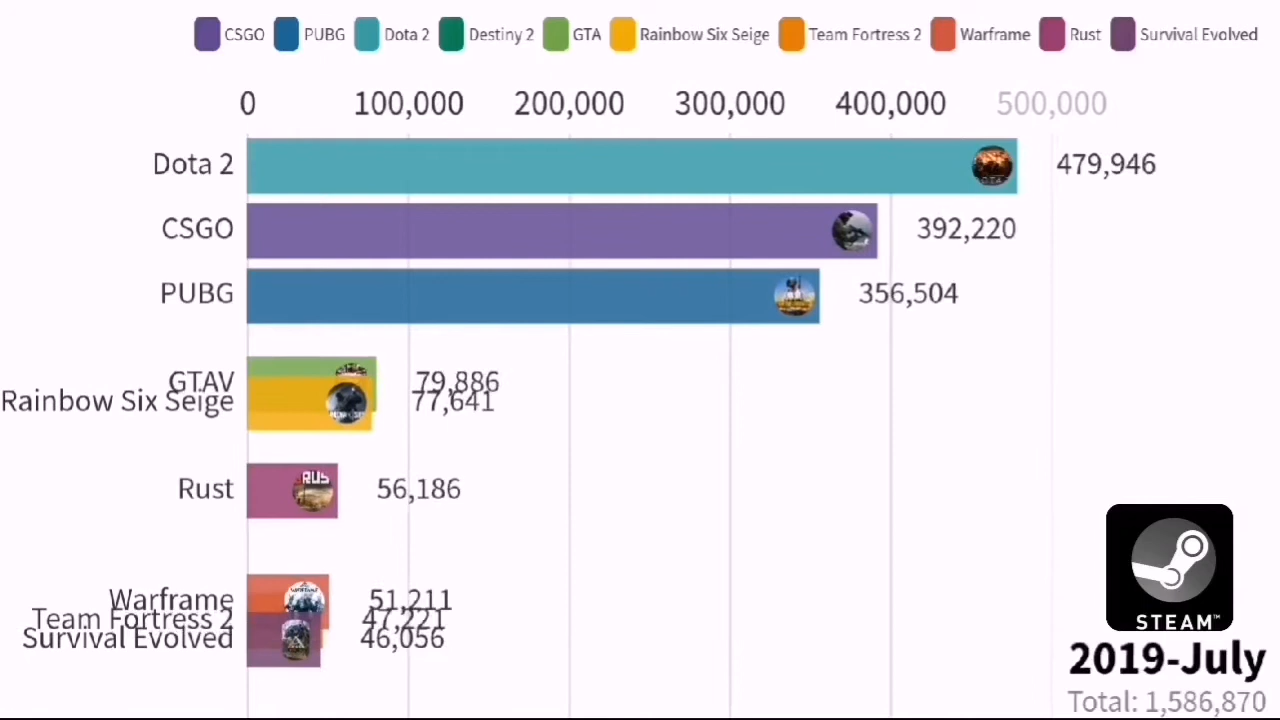 CSGO PUBG Dota 2 Destiny 2 GTA Rainbow Six Seige Team Fortress 2 Warframe Rust Survival Evolved
0 100,000 200,000 300,000 400,000 500,000
Dota 2 479,946
CSGO 392,220
PUBG 356,504
GTAV 79,886
Rainbow Six Seige 77,641
Rust 56,186
Warframe 51,211
Team Fortress 2 47,221
Survival Evolved 46,056
STEAM™
2019-July
Total: 1,586,870